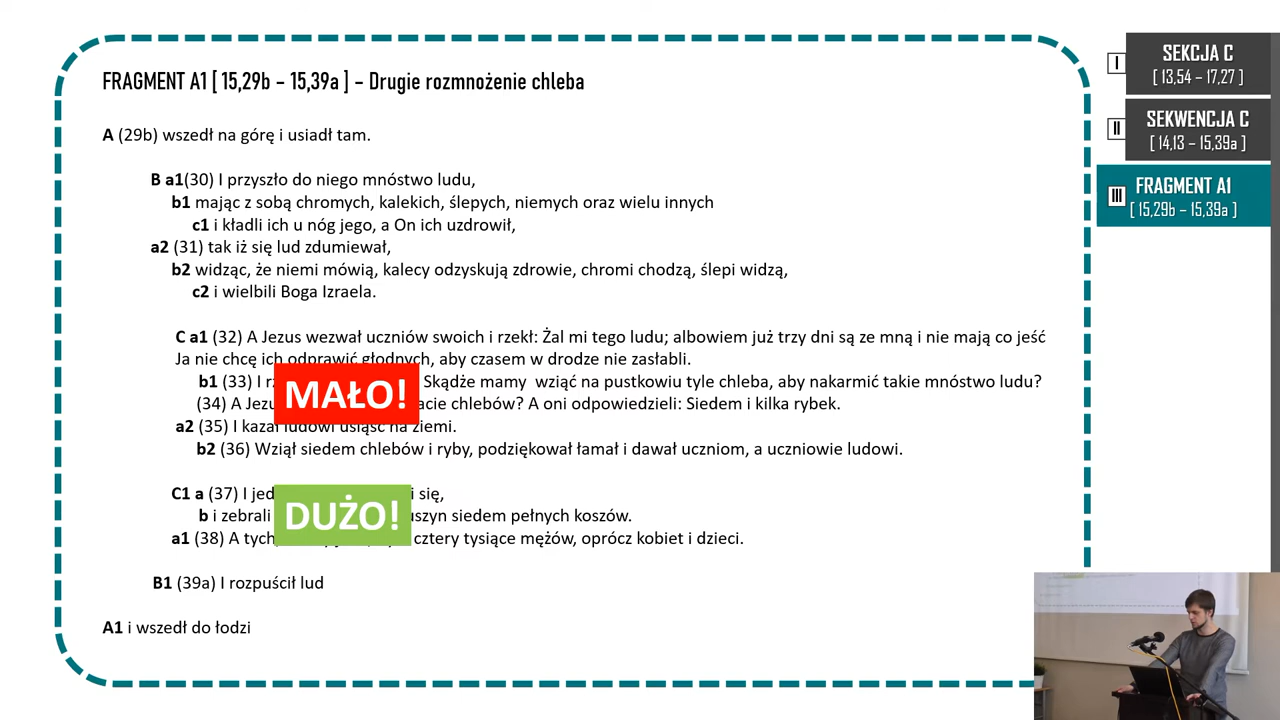 FRAGMENT A1 [ 15,29b – 15,39a ] – Drugie rozmnożenie chleba
A (29b) wszedł na górę i usiadł tam.
B a1(30) I przyszło do niego mnóstwo ludu,
b1 mając z sobą chromych, kalekich, ślepych, niemych oraz wielu innych
c1 i kładli ich u nóg jego, a On ich uzdrowił,
a2 (31) tak iż się lud zdumiewał,
b2 widząc, że niemi mówią, kalecy odzyskują zdrowie, chromi chodzą, ślepi widzą,
c2 i wielbili Boga Izraela.
C a1 (32) A Jezus wezwał uczniów swoich i rzekł: Żal mi tego ludu; albowiem już trzy dni są ze mną i nie mają co jeść
Ja nie chcę ich odprawić głodnych, aby czasem w drodze nie zasłabli.
b1 (33) I Skądże mamy wziąć na pustkowiu tyle chleba, aby nakarmić takie mnóstwo ludu?
MAŁO!
(34) A chlebów? A oni odpowiedzieli: Siedem i kilka rybek.
a2 (35) I kazał ludowi usiąść na ziemi.
b2 (36) Wziął siedem chlebów i ryby, podziękował łamał i dawał uczniom, a uczniowie ludowi.
C1 a (37) I się,
DUŻO!
b i zebrali siedem pełnych koszów.
a1 (38) A cztery tysiące mężów, oprócz kobiet i dzieci.
B1 (39a) I rozpuścił lud
A1 i wszedł do łodzi
I
SEKCJA C
[ 13,54 – 17,27 ]
II
SEKWENCJA C
[ 14,13 – 15,39a ]
III
FRAGMENT A1
[ 15,29b – 15,39a ]